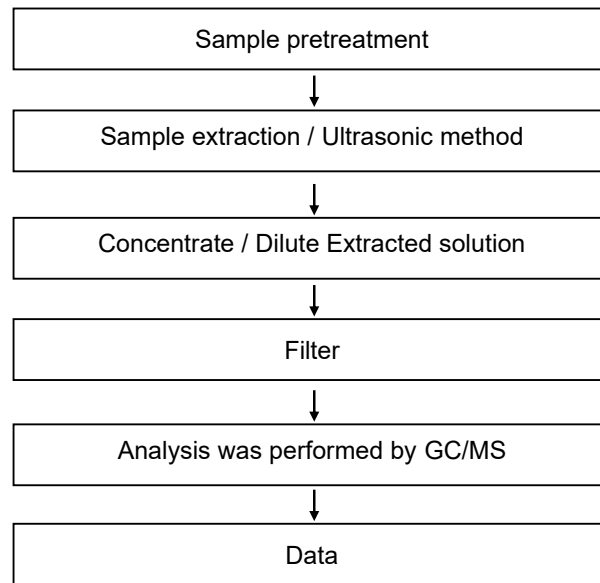 Sample pretreatment
Sample extraction / Ultrasonic method
Concentrate / Dilute Extracted solution
Filter
Analysis was performed by GC/MS
Data